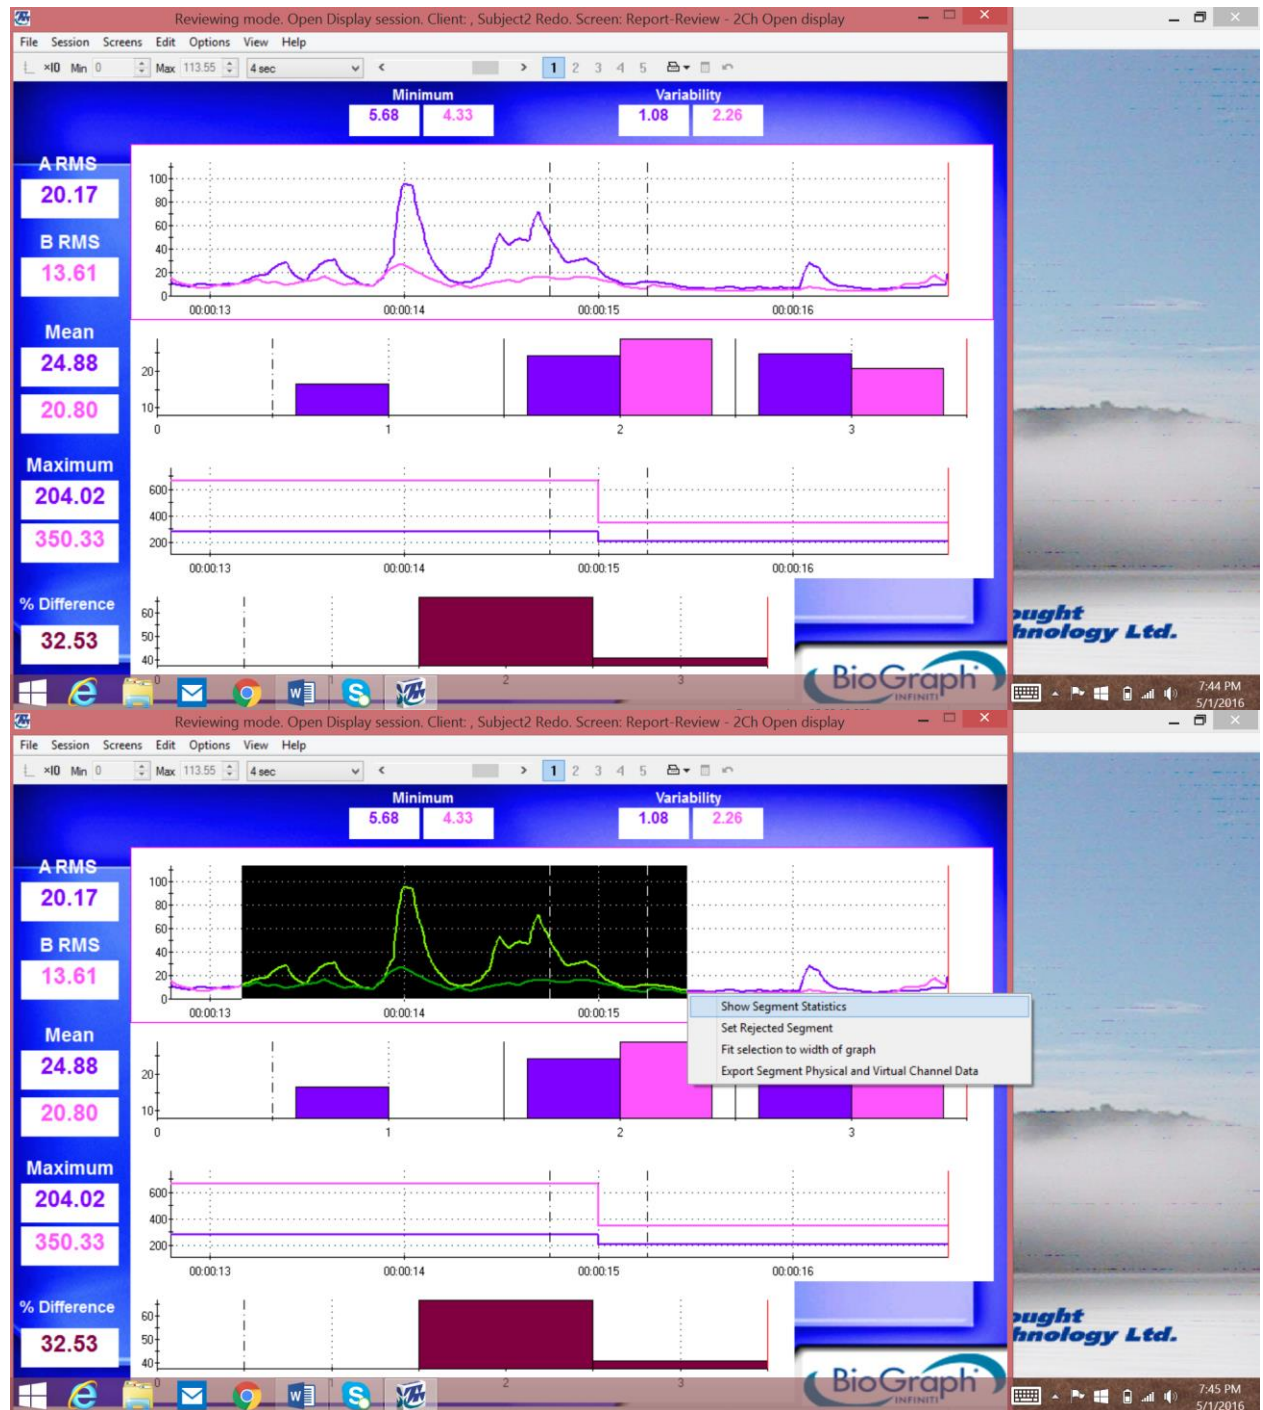 Reviewing mode. Open Display session. Client: , Subject2 Redo. Screen: Report-Review - 2Ch Open display
File Session Screens Edit Options View Help
×10 Min 0 Max 113.55 4 sec 1 2 3 4 5
Minimum Variability
5.68 4.33 1.08 2.26
A RMS
20.17
B RMS
13.61
100
80
60
40
20
0
00:00:13 00:00:14 00:00:15 00:00:16
Mean
24.88
20.80
20
10
0 1 2 3
Maximum
204.02
350.33
600
400
200
00:00:13 00:00:14 00:00:15 00:00:16
% Difference
32.53
60
50
40
0 2 3
BioGraph
INFINITI
ought
hnology Ltd.
7:44 PM
5/1/2016
Reviewing mode. Open Display session. Client: , Subject2 Redo. Screen: Report-Review - 2Ch Open display
File Session Screens Edit Options View Help
×10 Min 0 Max 113.55 4 sec 1 2 3 4 5
Minimum Variability
5.68 4.33 1.08 2.26
A RMS
20.17
B RMS
13.61
100
80
60
40
20
0
00:00:13 00:00:14 00:00:15
Show Segment Statistics
Set Rejected Segment
Fit selection to width of graph
Export Segment Physical and Virtual Channel Data
Mean
24.88
20.80
20
10
0 1 2 3
Maximum
204.02
350.33
600
400
200
00:00:13 00:00:14 00:00:15 00:00:16
% Difference
32.53
60
50
40
0 2 3
BioGraph
INFINITI
ought
hnology Ltd.
7:45 PM
5/1/2016